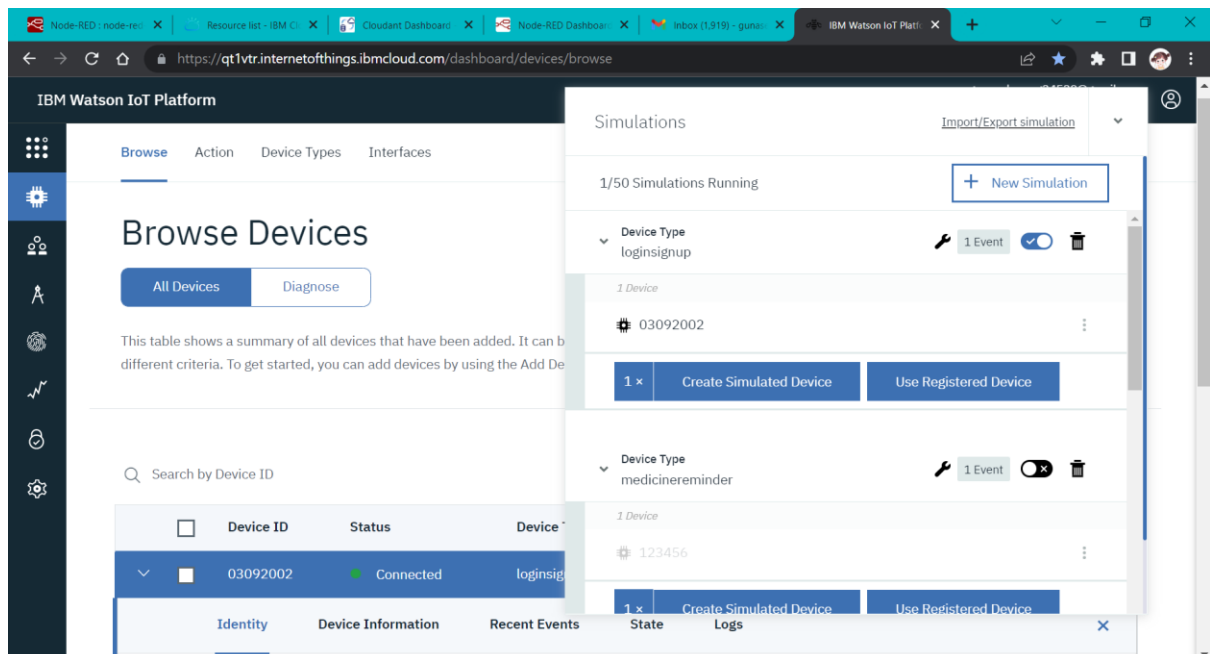 Node-RED : node-red
Resource list - IBM Cl
Cloudant Dashboard
Node-RED Dashboar
Inbox (1,919) - gunas
IBM Watson IoT Platf
https://qt1vtr.internetofthings.ibmcloud.com/dashboard/devices/browse
IBM Watson IoT Platform
Browse Action Device Types Interfaces
Browse Devices
All Devices Diagnose
This table shows a summary of all devices that have been added. It can b
different criteria. To get started, you can add devices by using the Add De
Search by Device ID
Device ID Status Device T
03092002 Connected loginsig
Identity Device Information Recent Events State Logs
Simulations Import/Export simulation
1/50 Simulations Running + New Simulation
Device Type
loginsignup
1 Event
1 Device
03092002
1 × Create Simulated Device Use Registered Device
Device Type
medicinereminder
1 Event
1 Device
123456
1 × Create Simulated Device Use Registered Device